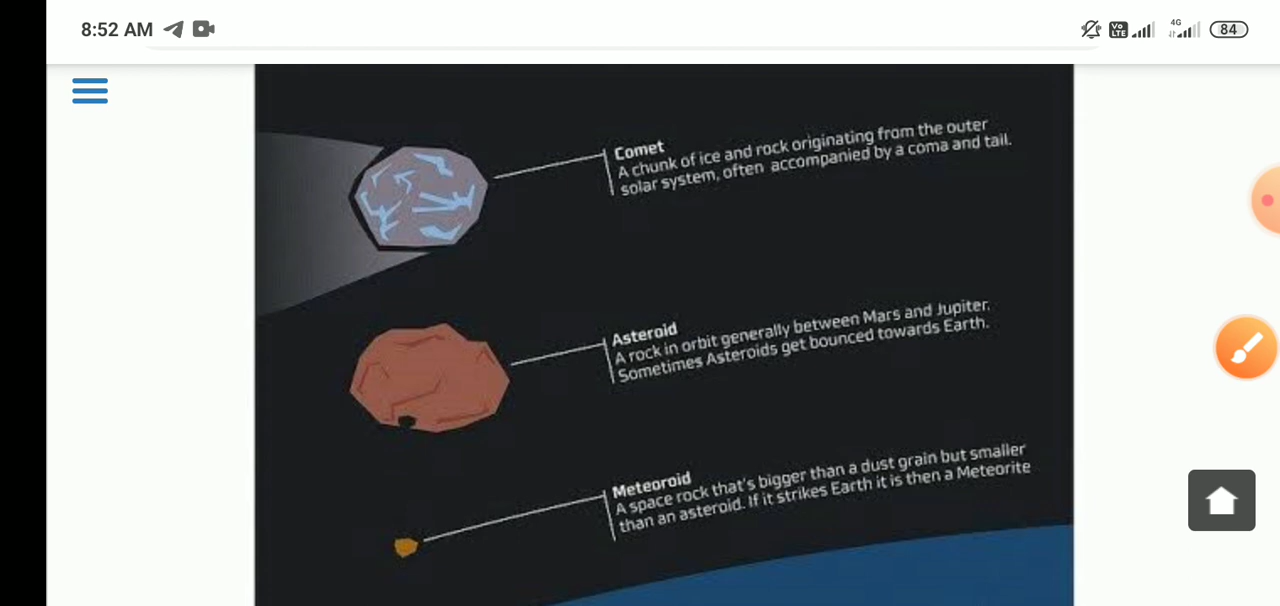 8:52 AM
Vo LTE
4G
84
Comet
A chunk of ice and rock originating from the outer
solar system, often accompanied by a coma and tail.
Asteroid
A rock in orbit generally between Mars and Jupiter.
Sometimes Asteroids get bounced towards Earth.
Meteoroid
A space rock that's bigger than a dust grain but smaller
than an asteroid. If it strikes Earth it is then a Meteorite